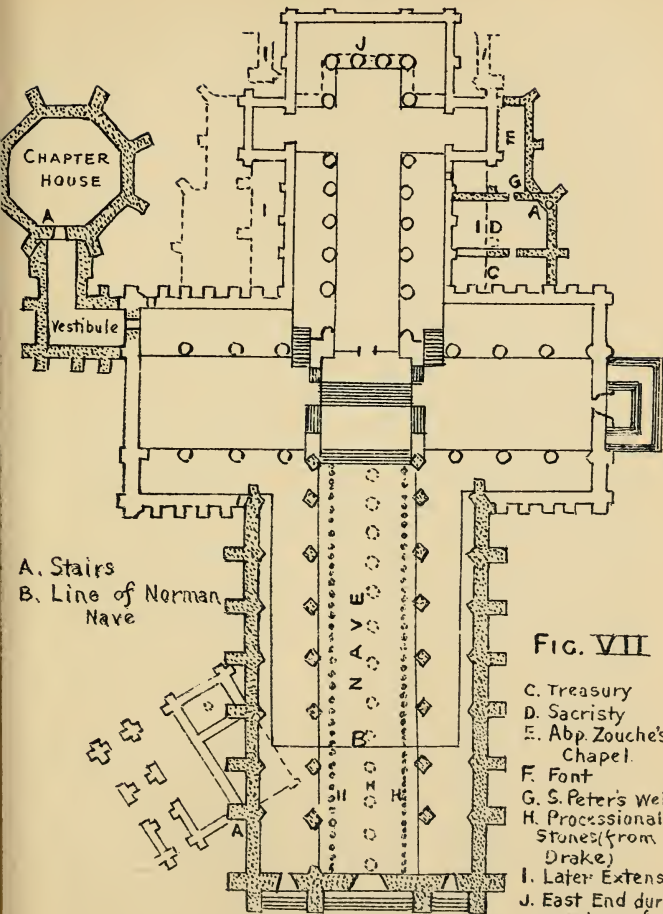 J
I
I
CHAPTER
HOUSE
A
G
A
I
I D
C
Vestibule
A. Stairs
B. Line of Norman
Nave
NAVE
B
H H H
A
FIG. VII
C. Treasury
D. Sacristy
E. Abp. Zouche's
Chapel.
F. Font
G. S. Peter's
H. Processional
Stones (from
Drake)
I. Later
J. East End